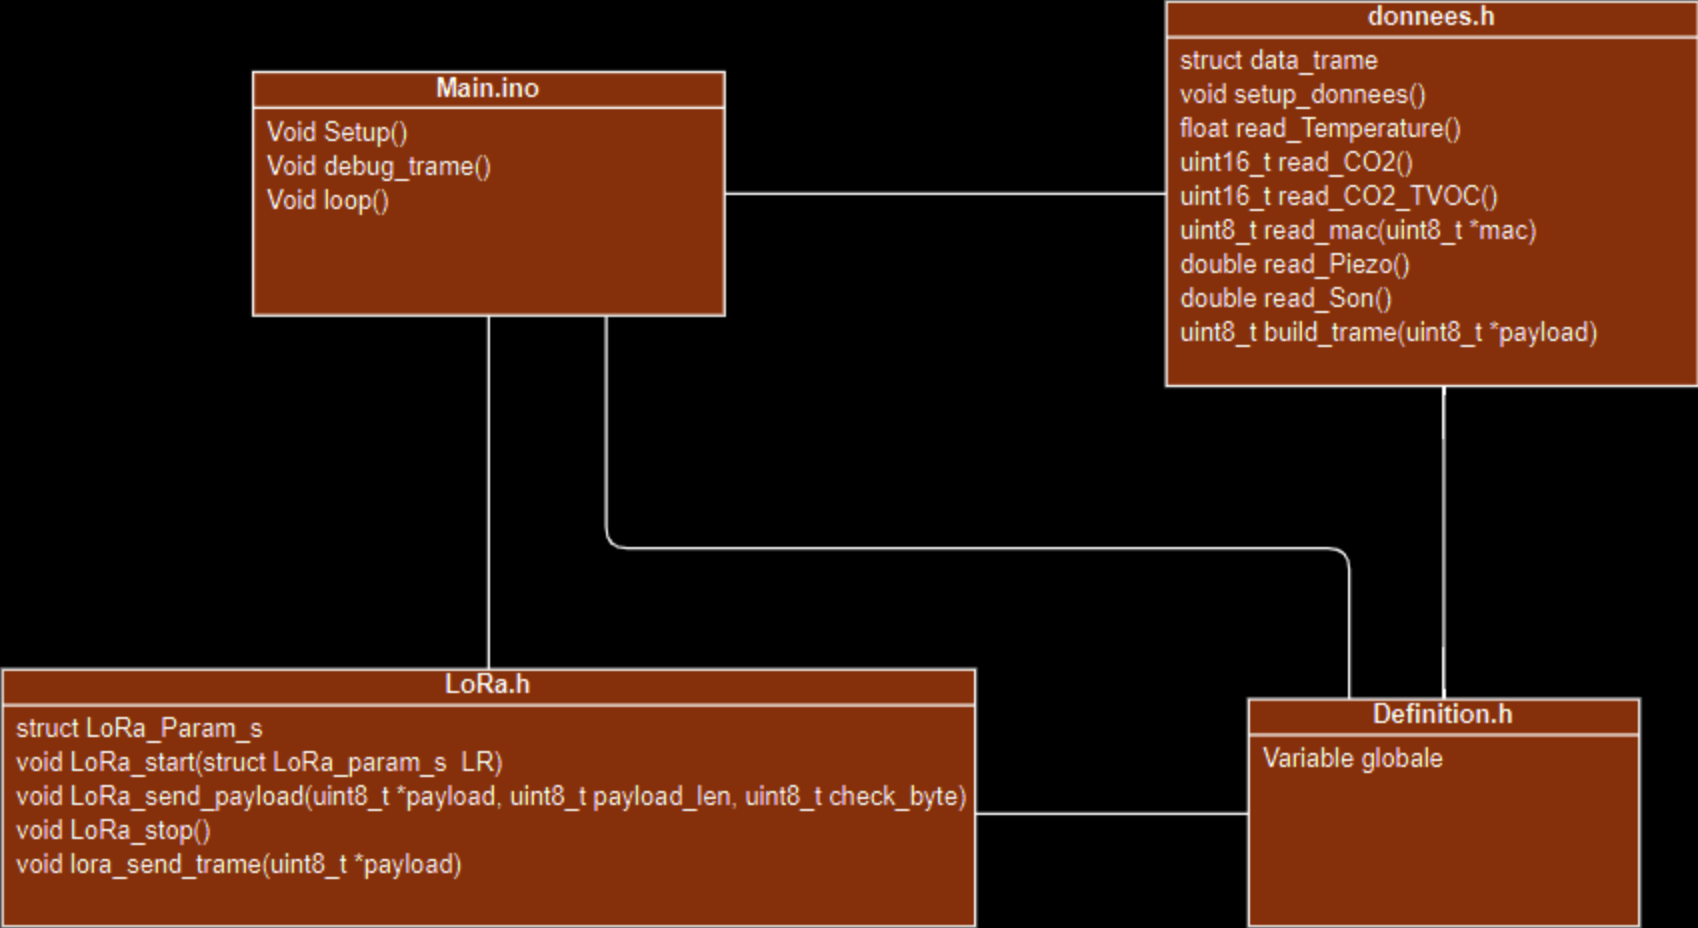 Main.ino
Void Setup()
Void debug_trame()
Void loop()
donnees.h
struct data_trame
void setup_donnees()
float read_Temperature()
uint16_t read_CO2()
uint16_t read_CO2_TVOC()
uint8_t read_mac(uint8_t *mac)
double read_Piezo()
double read_Son()
uint8_t build_trame(uint8_t *payload)
LoRa.h
struct LoRa_Param_s
void LoRa_start(struct LoRa_param_s  LR)
void LoRa_send_payload(uint8_t *payload, uint8_t payload_len, uint8_t check_byte)
void LoRa_stop()
void lora_send_trame(uint8_t *payload)
Definition.h
Variable globale